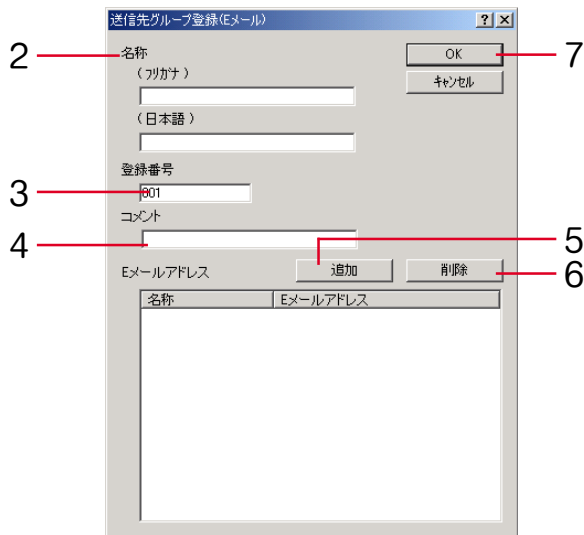 送信先グループ登録(Eメール)
2 名称 OK 7
(フリガナ) キャンセル
(日本語)
登録番号
3 001
コメント
4 5
Eメールアドレス 追加 削除 6
名称 Eメールアドレス